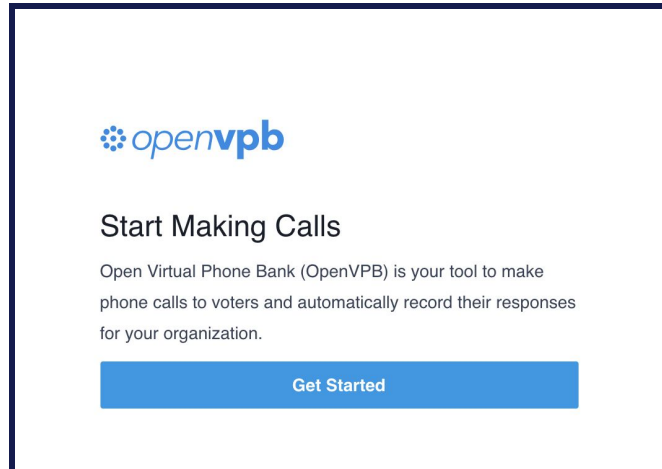 openvpb
Start Making Calls
Open Virtual Phone Bank (OpenVPB) is your tool to make
phone calls to voters and automatically record their responses
for your organization.
Get Started